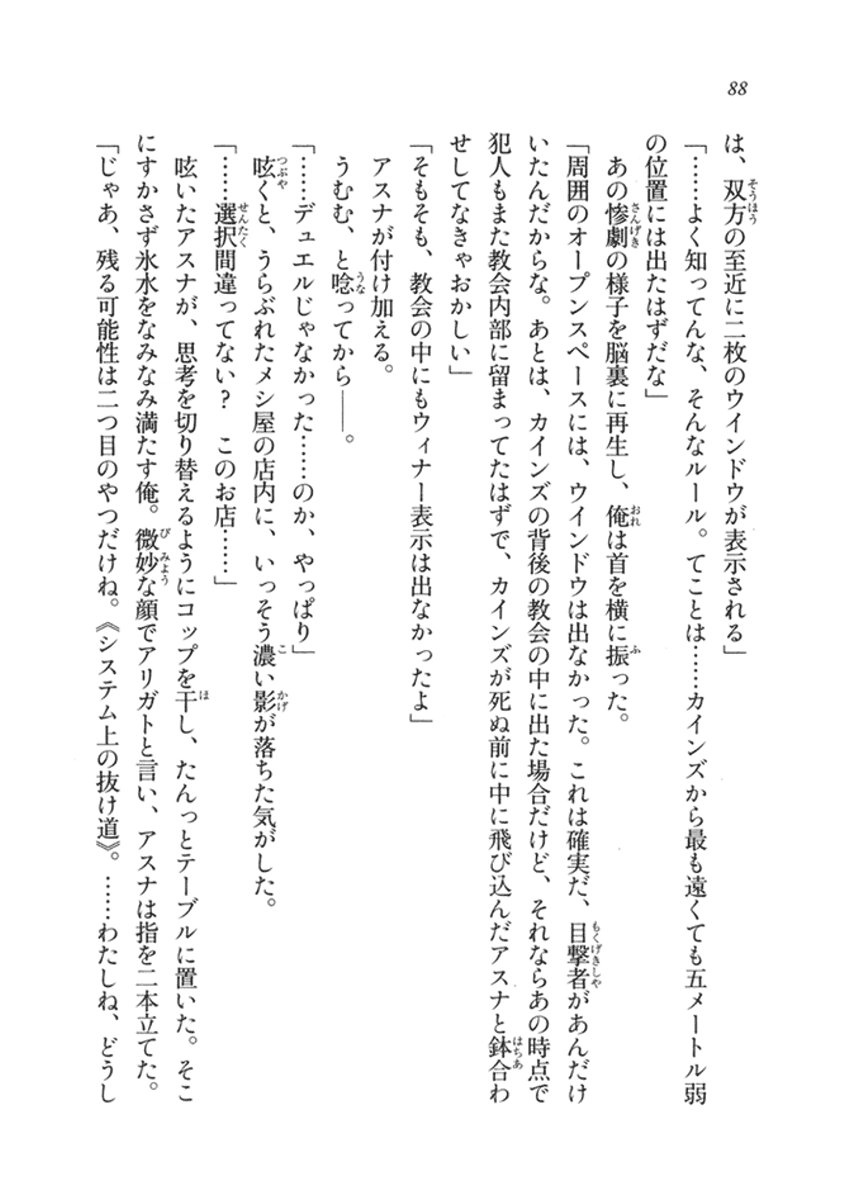 88
は、双方の至近に二枚のウインドウが表示される」
「……よく知ってんな、そんなルール。てことは……カインズから最も遠くても五メートル弱
の位置には出たはずだな」
あの惨劇の様子を脳裏に再生し、俺は首を横に振った。
「周囲のオープンスペースには、ウインドウは出なかった。これは確実だ、目撃者があんだけ
いたんだからな。あとは、カインズの背後の教会の中に出た場合だけど、それならあの時点で
犯人もまた教会内部に留まってたはずで、カインズが死ぬ前に中に飛び込んだアスナと鉢合わ
せしてなきゃおかしい」
「そもそも、教会の中にもウィナー表示は出なかったよ」
アスナが付け加える。
うむむ、と唸ってから――。
「……デュエルじゃなかった……のか、やっぱり」
呟くと、うらぶれたメシ屋の店内に、いっそう濃い影が落ちた気がした。
「……選択間違ってない？　このお店……」
呟いたアスナが、思考を切り替えるようにコップを干し、たんっとテーブルに置いた。そこ
にすかさず氷水をなみなみ満たす俺。微妙な顔でアリガトと言い、アスナは指を二本立てた。
「じゃあ、残る可能性は二つ目のやつだけね。《システム上の抜け道》。……わたしね、どうし